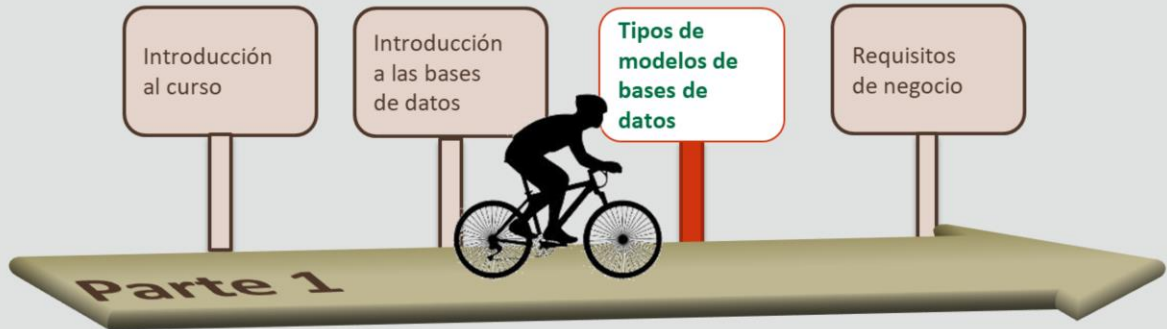 Introducción
al curso
Introducción
a las bases
de datos
Tipos de
modelos de
bases de
datos
Requisitos
de negocio
Parte 1